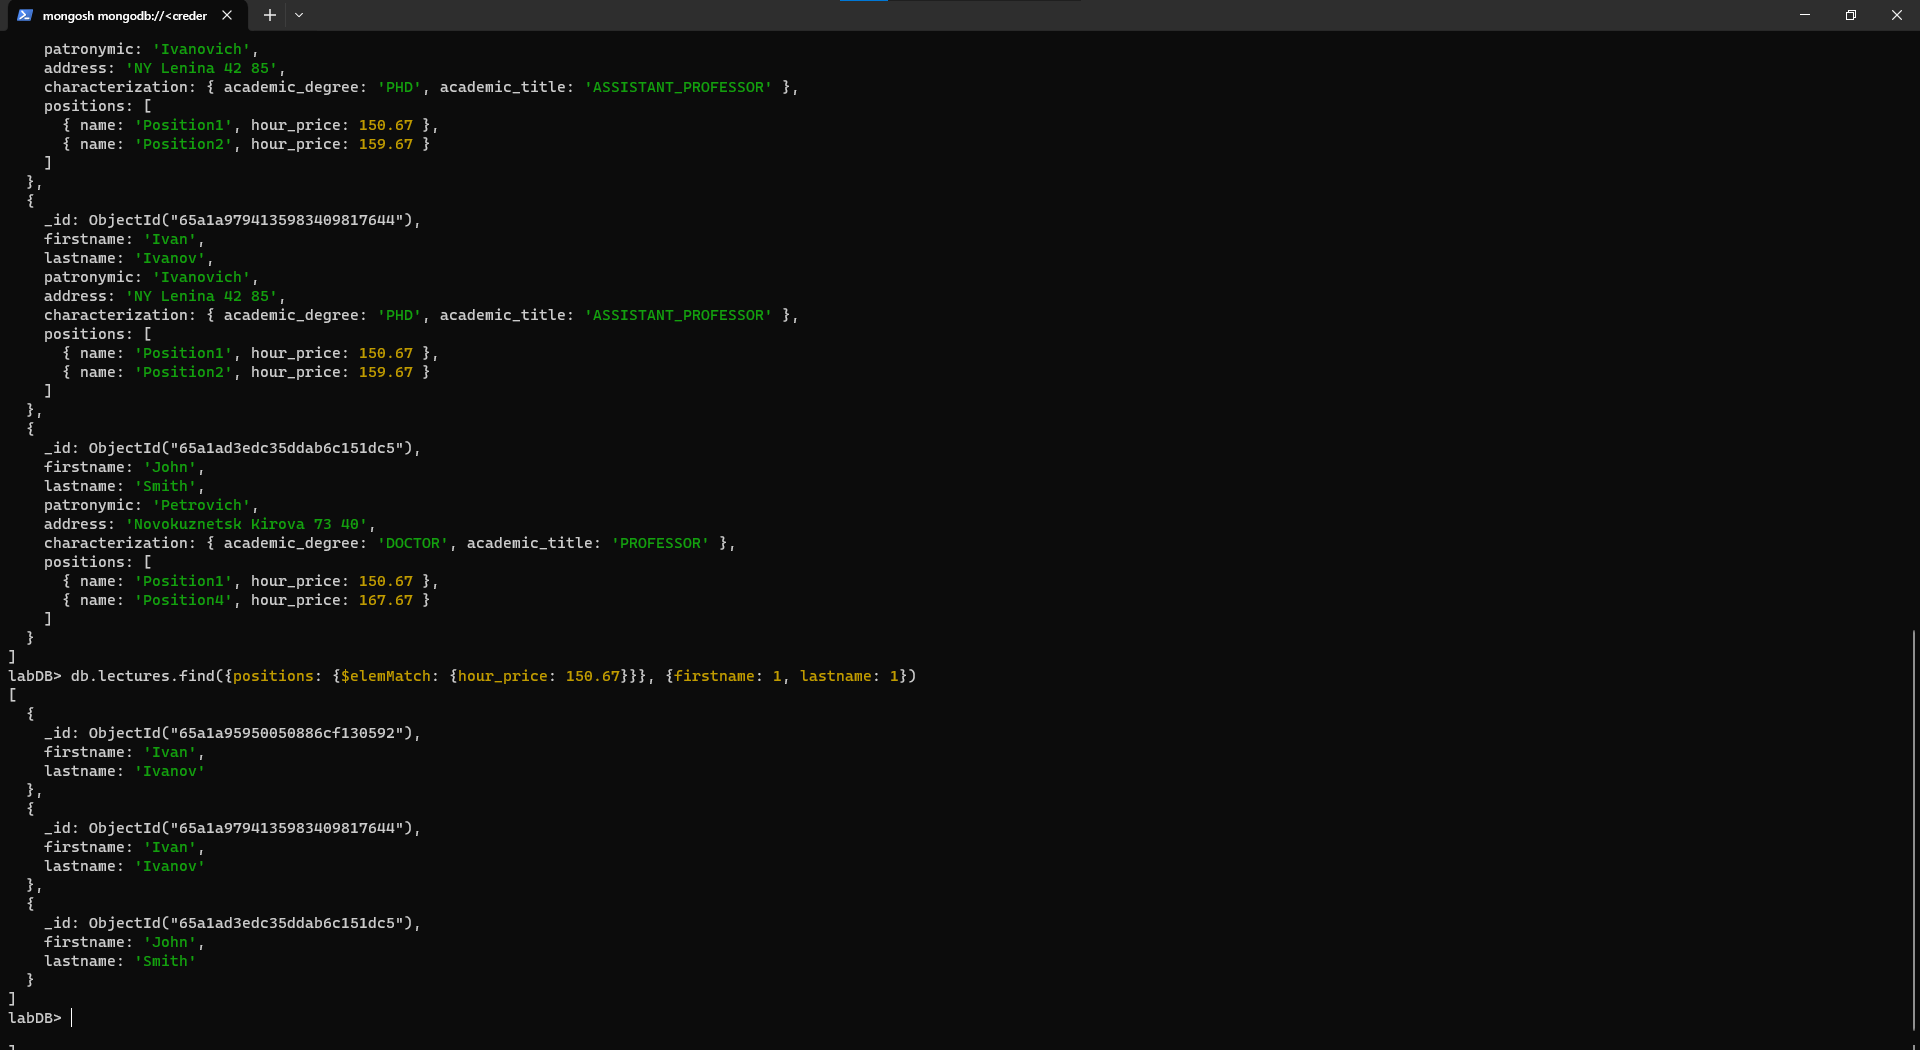 mongosh mongodb://<creder
patronymic: 'Ivanovich',
address: 'NY Lenina 42 85',
characterization: { academic_degree: 'PHD', academic_title: 'ASSISTANT_PROFESSOR' },
positions: [
{ name: 'Position1', hour_price: 150.67 },
{ name: 'Position2', hour_price: 159.67 }
]
},
{
_id: ObjectId("65a1a9794135983409817644"),
firstname: 'Ivan',
lastname: 'Ivanov',
patronymic: 'Ivanovich',
address: 'NY Lenina 42 85',
characterization: { academic_degree: 'PHD', academic_title: 'ASSISTANT_PROFESSOR' },
positions: [
{ name: 'Position1', hour_price: 150.67 },
{ name: 'Position2', hour_price: 159.67 }
]
},
{
_id: ObjectId("65a1ad3edc35ddab6c151dc5"),
firstname: 'John',
lastname: 'Smith',
patronymic: 'Petrovich',
address: 'Novokuznetsk Kirova 73 40',
characterization: { academic_degree: 'DOCTOR', academic_title: 'PROFESSOR' },
positions: [
{ name: 'Position1', hour_price: 150.67 },
{ name: 'Position4', hour_price: 167.67 }
]
}
]
labDB> db.lectures.find({positions: {$elemMatch: {hour_price: 150.67}}}, {firstname: 1, lastname: 1})
[
{
_id: ObjectId("65a1a95950050886cf130592"),
firstname: 'Ivan',
lastname: 'Ivanov'
},
{
_id: ObjectId("65a1a9794135983409817644"),
firstname: 'Ivan',
lastname: 'Ivanov'
},
{
_id: ObjectId("65a1ad3edc35ddab6c151dc5"),
firstname: 'John',
lastname: 'Smith'
}
]
labDB>